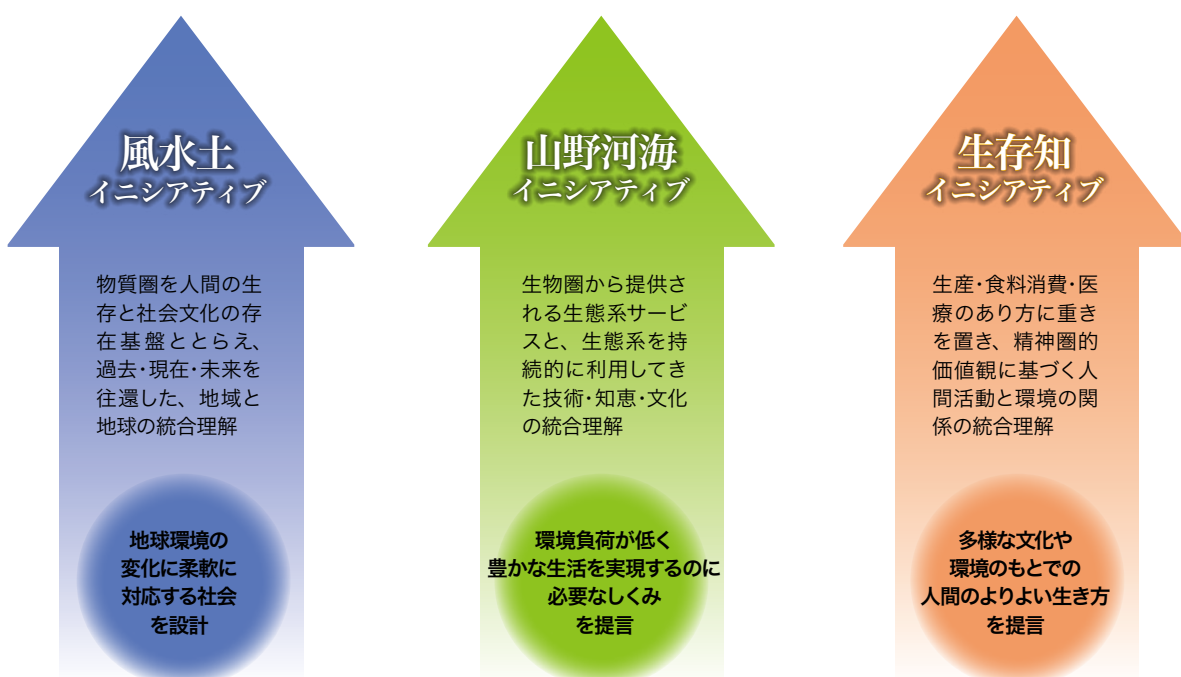 風水土
イニシアティブ
物質圏を人間の生
存と社会文化の存
在基盤ととらえ、
過去・現在・未来を
往還した、地域と
地球の統合理解
地球環境の
変化に柔軟に
対応する社会
を設計
山野河海
イニシアティブ
生物圏から提供さ
れる生態系サービ
スと、生態系を持
続的に利用してき
た技術・知恵・文化
の統合理解
環境負荷が低く
豊かな生活を実現するのに
必要なしくみ
を提言
生存知
イニシアティブ
生産・食料消費・医
療のあり方に重き
を置き、精神圏的
価値観に基づく人
間活動と環境の関
係の統合理解
多様な文化や
環境のもとでの
人間のよりよい生き方
を提言